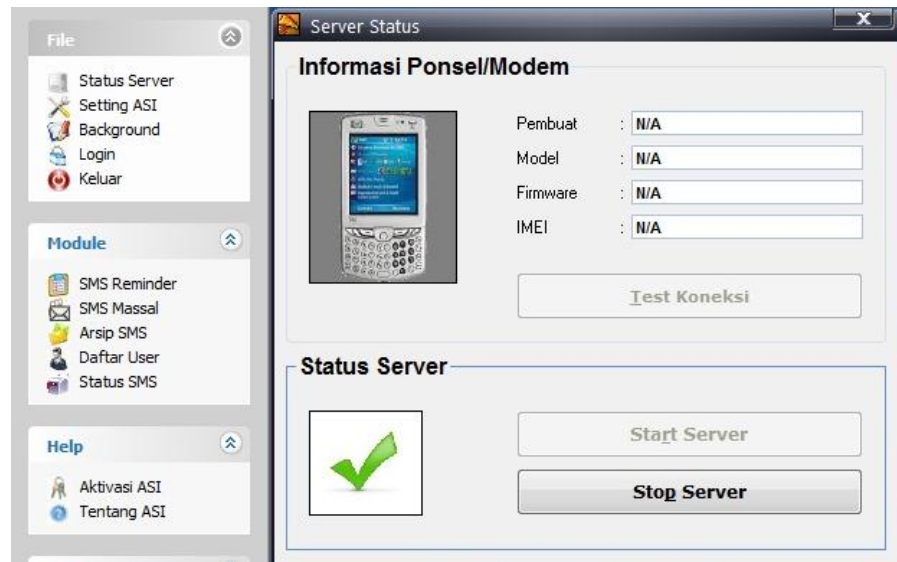 File
Status Server
Setting ASI
Background
Login
Keluar
Module
SMS Reminder
SMS Massal
Arsip SMS
Daftar User
Status SMS
Help
Aktivasi ASI
Tentang ASI
Server Status
X
Informasi Ponsel/Modem
Pembuat : N/A
Model : N/A
Firmware : N/A
IMEI : N/A
Test Koneksi
Status Server
Start Server
Stop Server